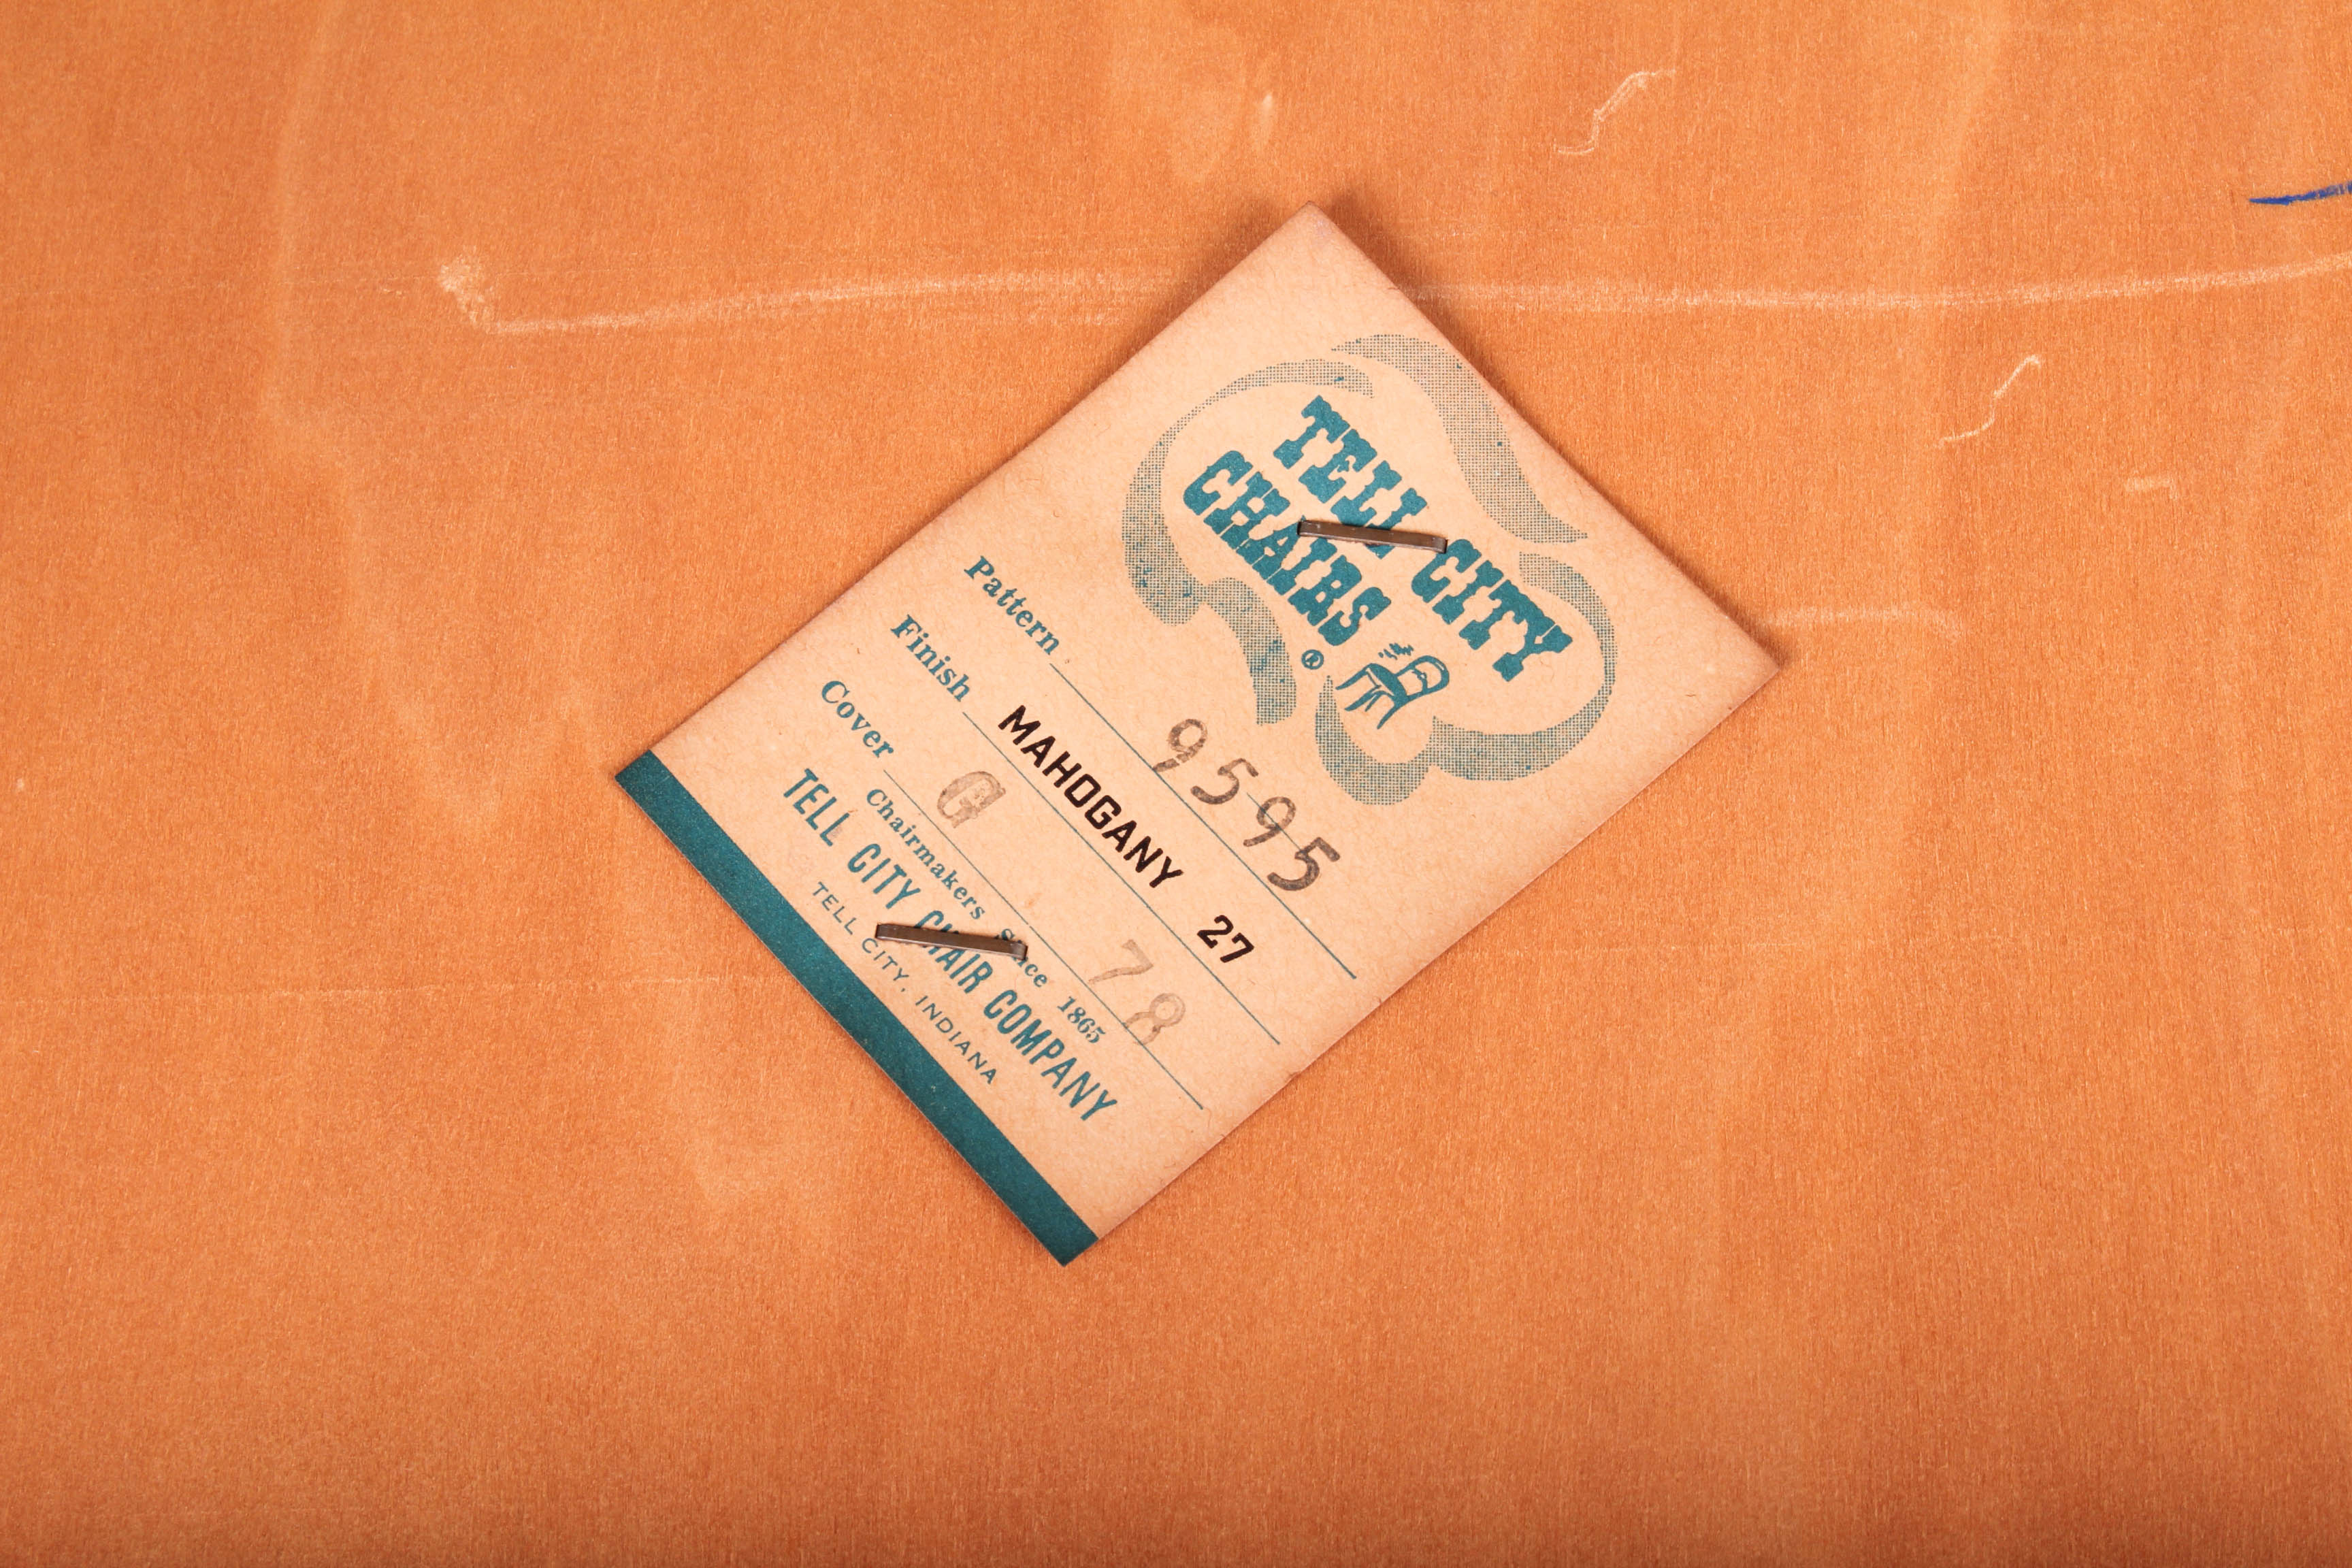 TELL CITY
CHAIRS ®
Pattern 9595
Finish MAHOGANY 27
Cover G 78
Chairmakers Since 1865
TELL CITY CHAIR COMPANY
TELL CITY, INDIANA